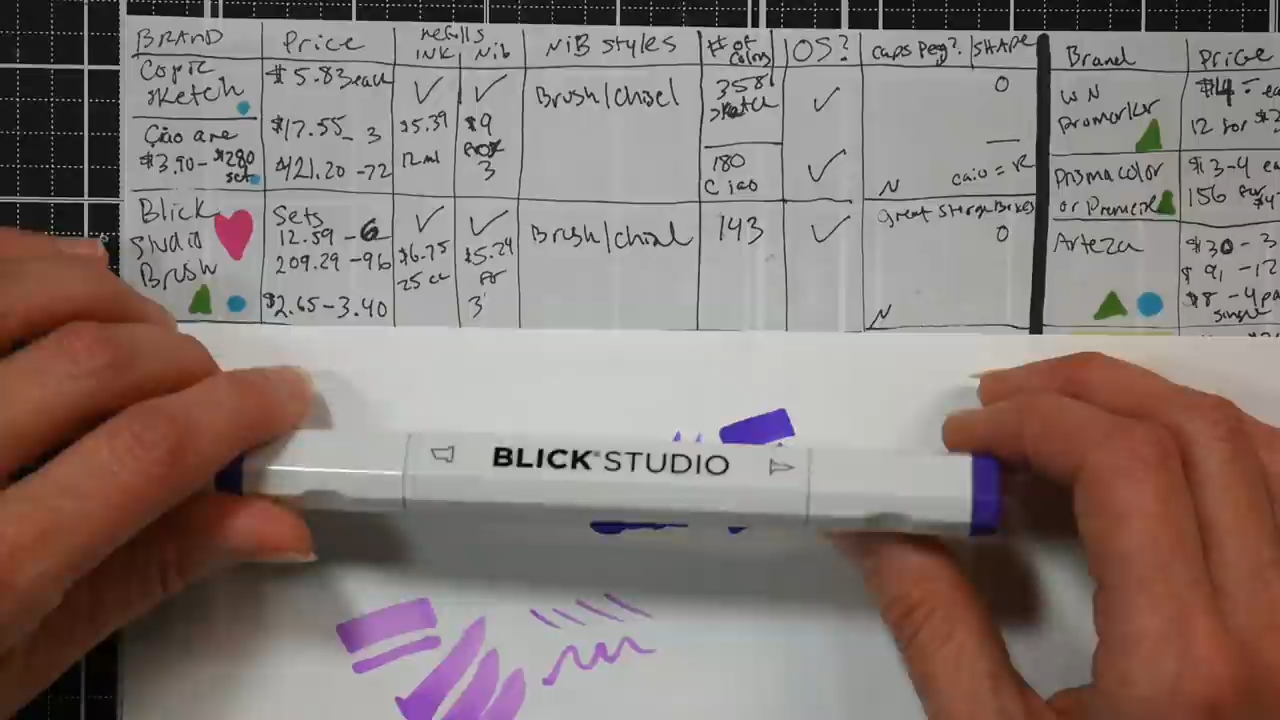 BRAND Price Refills INK Nib NiB styles # of colors OS? caps peg? SHAPE
Copic Sketch $5.83 each ✓ ✓ Brush/chisel 358 Sketch ✓ O
$17.55 - 3 $5.39 $9
Ciao are $3.90 - $280 set $421.20 -72 12 ml 3 180 Ciao ✓ N caio = R
Blick Studio Brush Sets 12.59 - 6 ✓ ✓ Brush/chisel 143 ✓ great storage Boxes O
209.29 - 96 $6.75 25 cc $5.24 for 3
$2.65 - 3.40 N
Brand Price
WN promarker $14 - ea
12 for $2
Prismacolor or Premier $3-4 ea
156 for $4
Arteza $30 - 3
$91 - 12
$8 - 4 pa
single
BLICK STUDIO